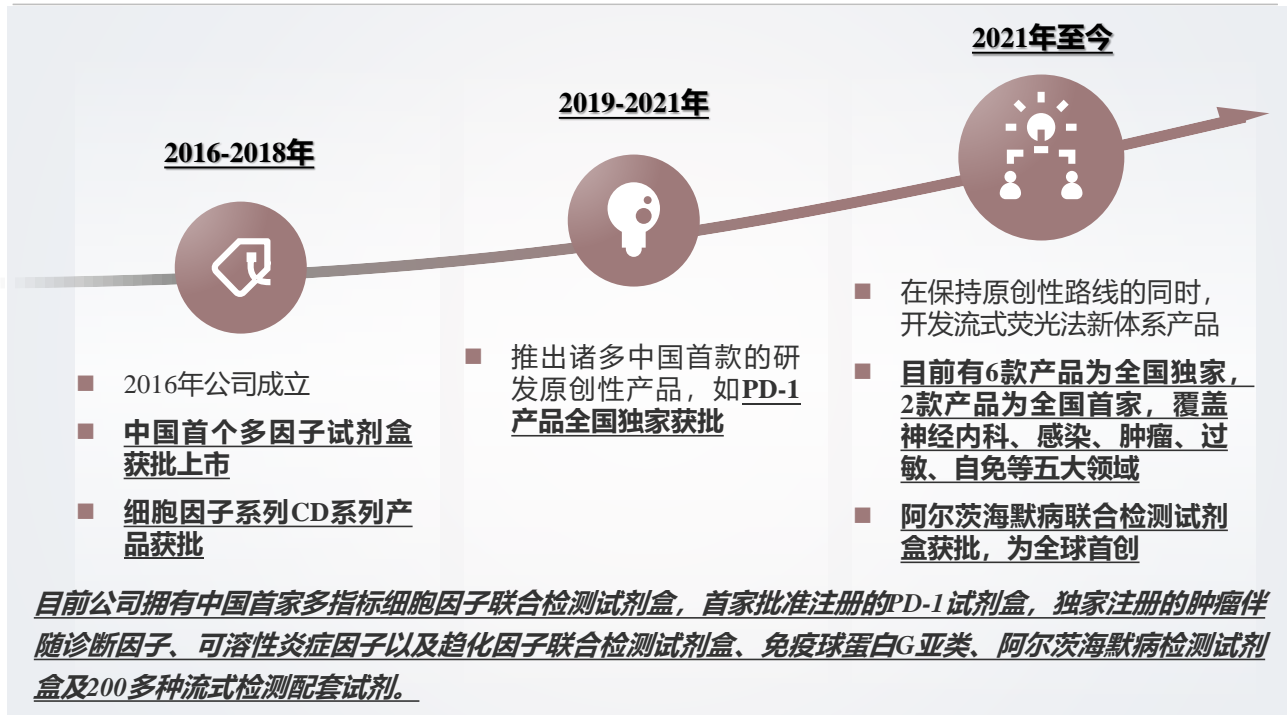 2016-2018年
2016年公司成立
中国首个多因子试剂盒
获批上市
细胞因子系列CD系列产
品获批
2019-2021年
推出诸多中国首款的研
发原创性产品，如PD-1
产品全国独家获批
2021年至今
在保持原创性路线的同时，
开发流式荧光法新体系产品
目前有6款产品为全国独家，
2款产品为全国首家，覆盖
神经内科、感染、肿瘤、过
敏、自免等五大领域
阿尔茨海默病联合检测试剂
盒获批，为全球首创
目前公司拥有中国首家多指标细胞因子联合检测试剂盒，首家批准注册的PD-1试剂盒，独家注册的肿瘤伴
随诊断因子、可溶性炎症因子以及趋化因子联合检测试剂盒、免疫球蛋白G亚类、阿尔茨海默病检测试剂
盒及200多种流式检测配套试剂。